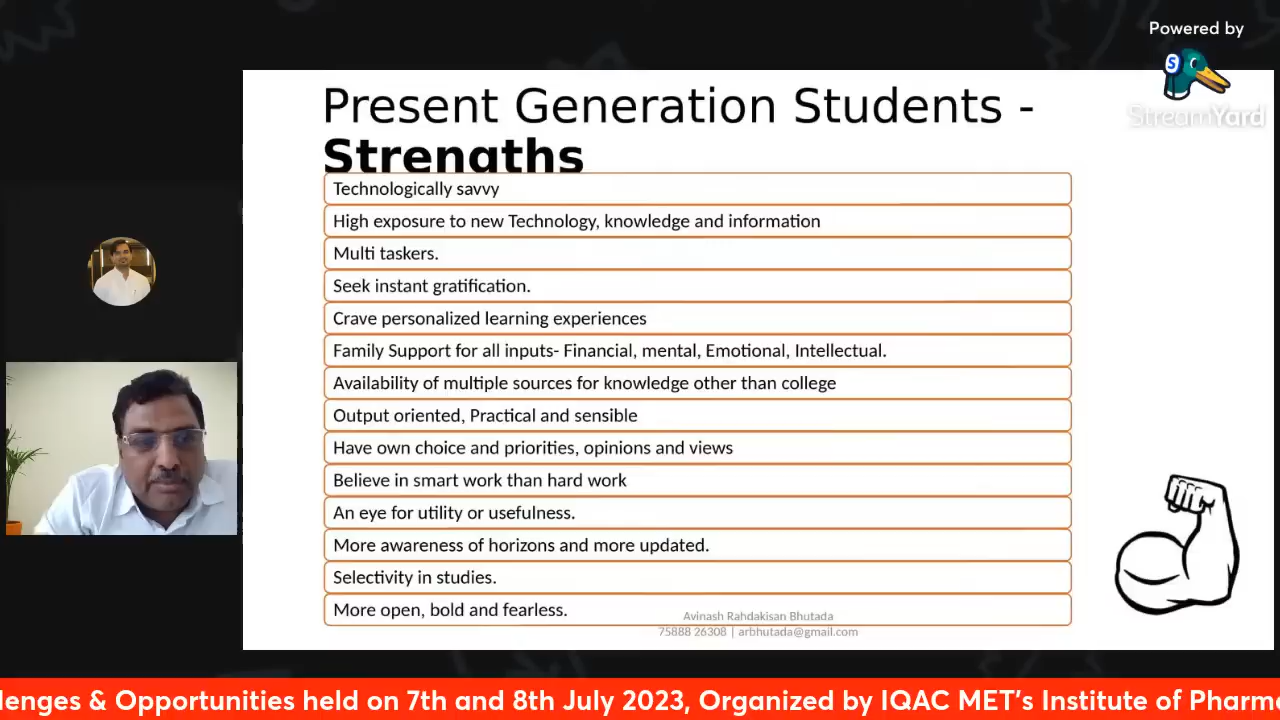 Powered by
S
StreamYard
Present Generation Students -
Strengths
Technologically savvy
High exposure to new Technology, knowledge and information
Multi taskers.
Seek instant gratification.
Crave personalized learning experiences
Family Support for all inputs- Financial, mental, Emotional, Intellectual.
Availability of multiple sources for knowledge other than college
Output oriented, Practical and sensible
Have own choice and priorities, opinions and views
Believe in smart work than hard work
An eye for utility or usefulness.
More awareness of horizons and more updated.
Selectivity in studies.
More open, bold and fearless.
Avinash Rahdakisan Bhutada
75888 26308 | arbhutada@gmail.com
lenges & Opportunities held on 7th and 8th July 2023, Organized by IQAC MET's Institute of Pharm